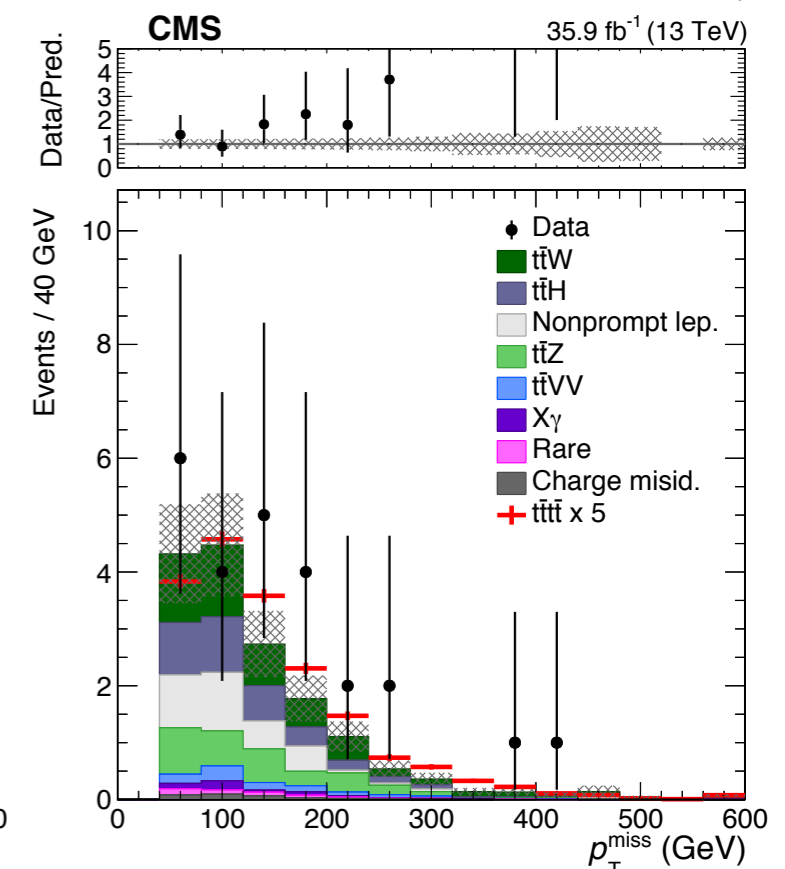 CMS
35.9 fb⁻¹ (13 TeV)
Data/Pred.
5
4
3
2
1
0
Events / 40 GeV
10
8
6
4
2
0
Data
tt̄W
tt̄H
Nonprompt lep.
tt̄Z
tt̄VV
Xγ
Rare
Charge misid.
tt̄tt̄ x 5
0
0 100 200 300 400 500 600
p_T^miss (GeV)